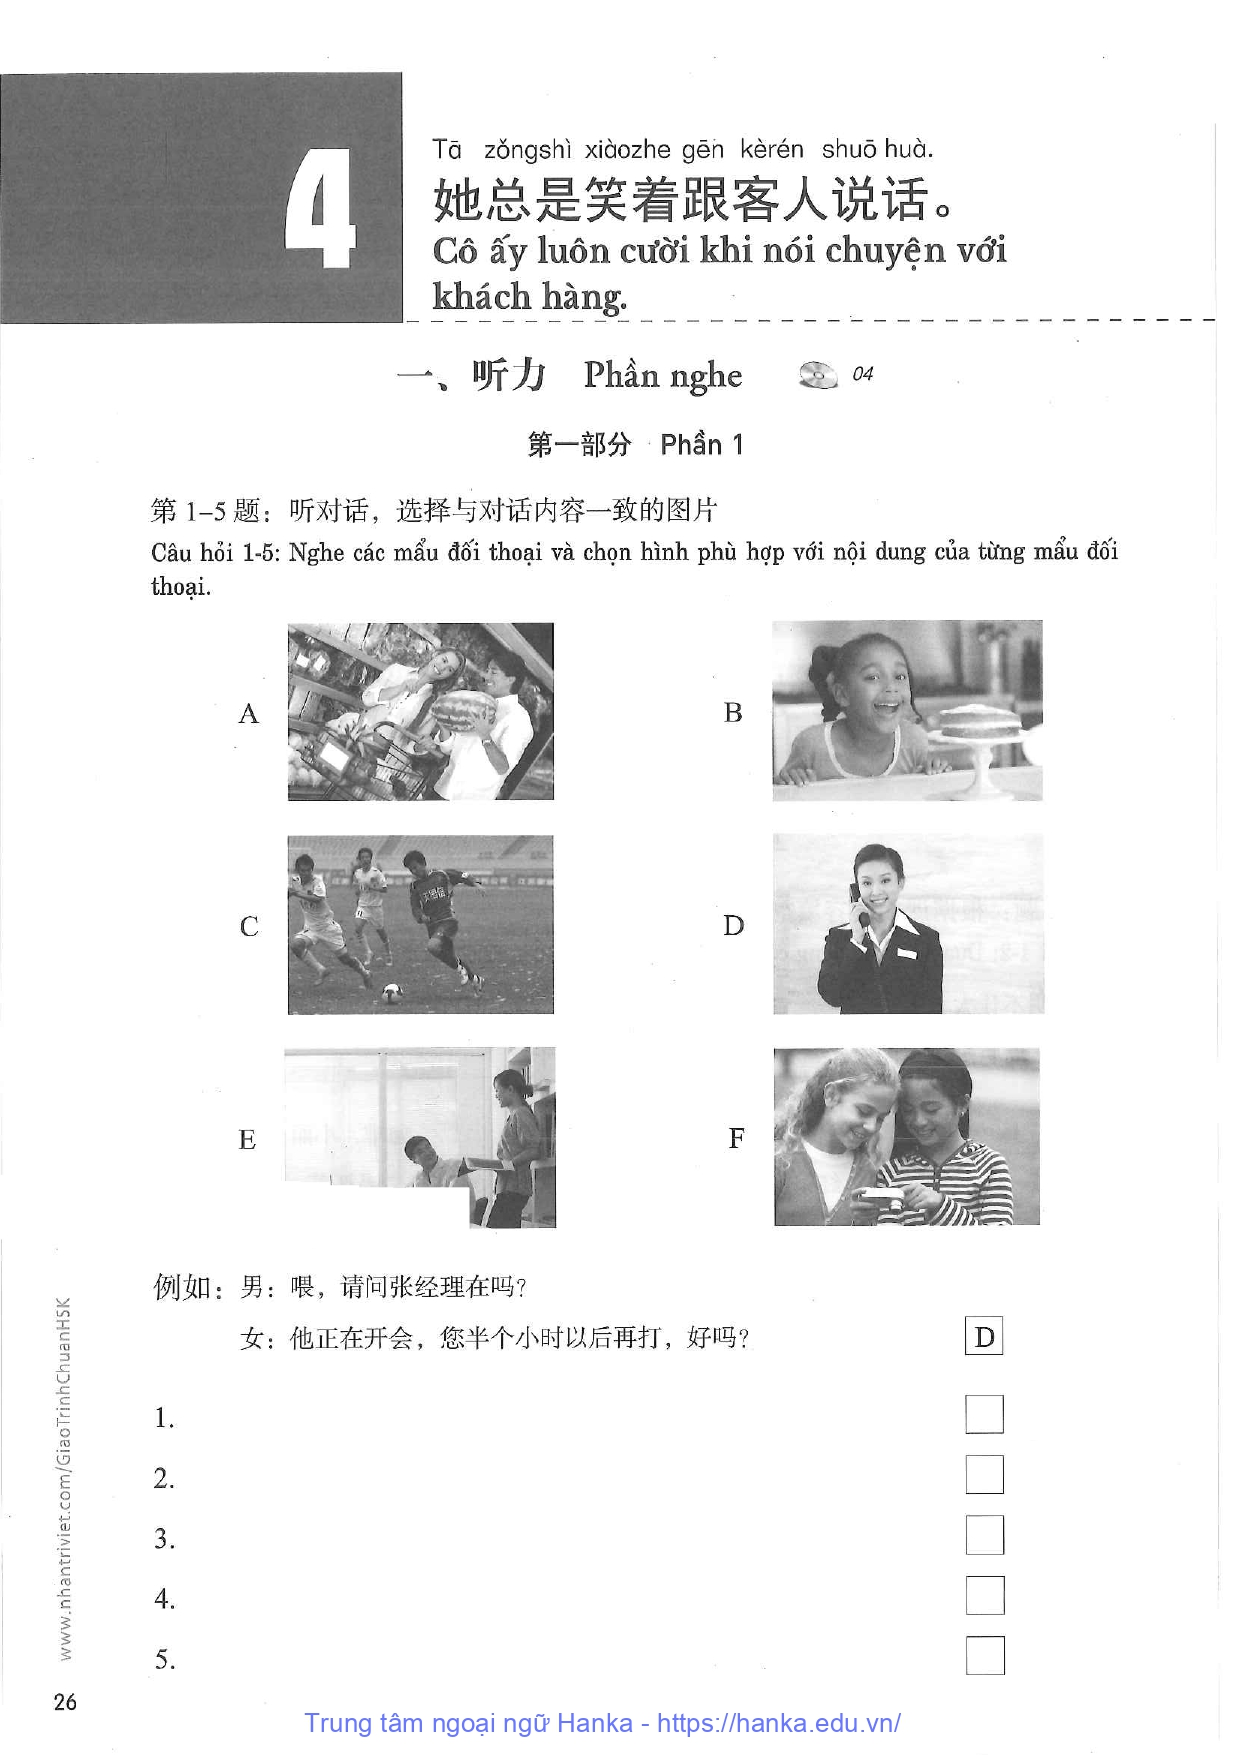 4
Tā zǒngshì xiàozhe gēn kèrén shuō huà.
她总是笑着跟客人说话。
Cô ấy luôn cười khi nói chuyện với
khách hàng.
一、听力 Phần nghe 04
第一部分 Phần 1
第 1–5 题：听对话，选择与对话内容一致的图片
Câu hỏi 1-5: Nghe các mẩu đối thoại và chọn hình phù hợp với nội dung của từng mẩu đối
thoại.
A
B
C
D
E
F
例如：男：喂，请问张经理在吗？
女：他正在开会，您半个小时以后再打，好吗？ D
1.
2.
3.
4.
5.
www.nhantriviet.com/GiaoTrinhChuanHSK
26
Trung tâm ngoại ngữ Hanka - https://hanka.edu.vn/